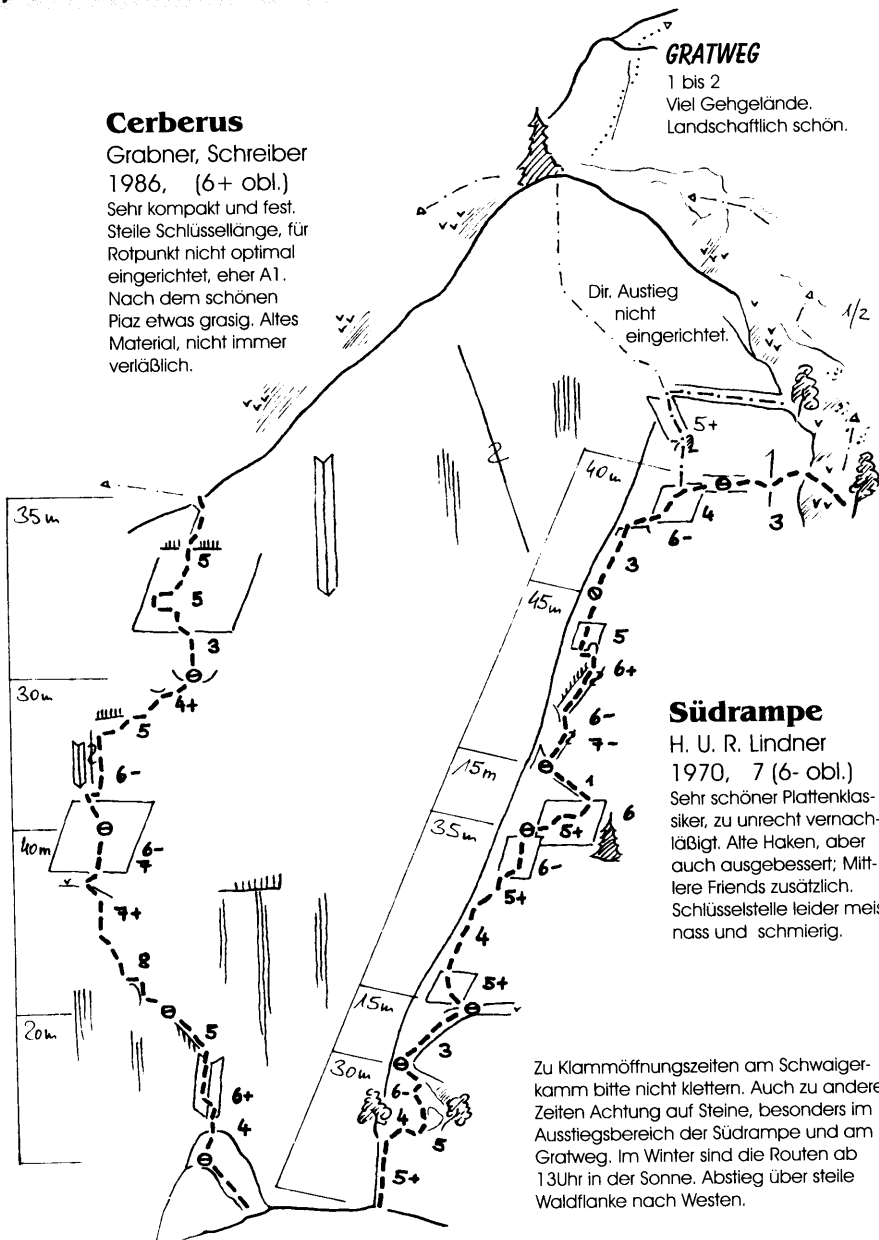 GRATWEG
1 bis 2
Viel Gehgelände.
Landschaftlich schön.
Cerberus
Grabner, Schreiber
1986, (6+ obl.)
Sehr kompakt und fest.
Steile Schlüssellänge, für
Rotpunkt nicht optimal
eingerichtet, eher A1.
Nach dem schönen
Piaz etwas grasig. Altes
Material, nicht immer
verläßlich.
Dir. Austieg
nicht
eingerichtet.
1/2
35m
5
5
3
30m
4+
5
6-
40m
6-
7
7+
8
20m
5
6+
4
5+
40m
4
3
6-
3
45m
5
6+
6-
7-
15m
1
35m
6
5+
6-
5+
4
15m
5+
3
30m
6-
4
5
5+
Südrampe
H. U. R. Lindner
1970, 7 (6- obl.)
Sehr schöner Plattenklas-
siker, zu unrecht vernach-
läßigt. Alte Haken, aber
auch ausgebessert; Mitt-
lere Friends zusätzlich.
Schlüsselstelle leider meis
nass und schmierig.
Zu Klammöffnungszeiten am Schwaiger-
kamm bitte nicht klettern. Auch zu andere
Zeiten Achtung auf Steine, besonders im
Ausstiegsbereich der Südrampe und am
Gratweg. Im Winter sind die Routen ab
13Uhr in der Sonne. Abstieg über steile
Waldflanke nach Westen.